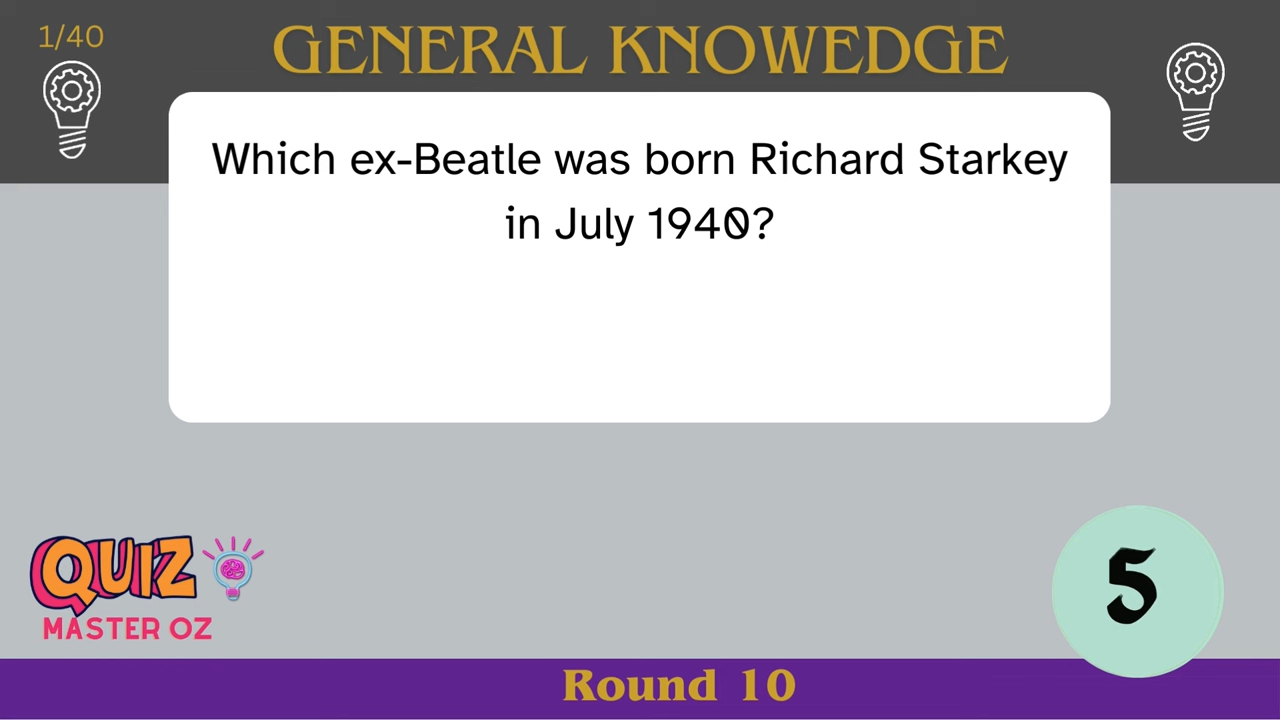 1/40
GENERAL KNOWEDGE
Which ex-Beatle was born Richard Starkey
in July 1940?
QUIZ
MASTER OZ
5
Round 10